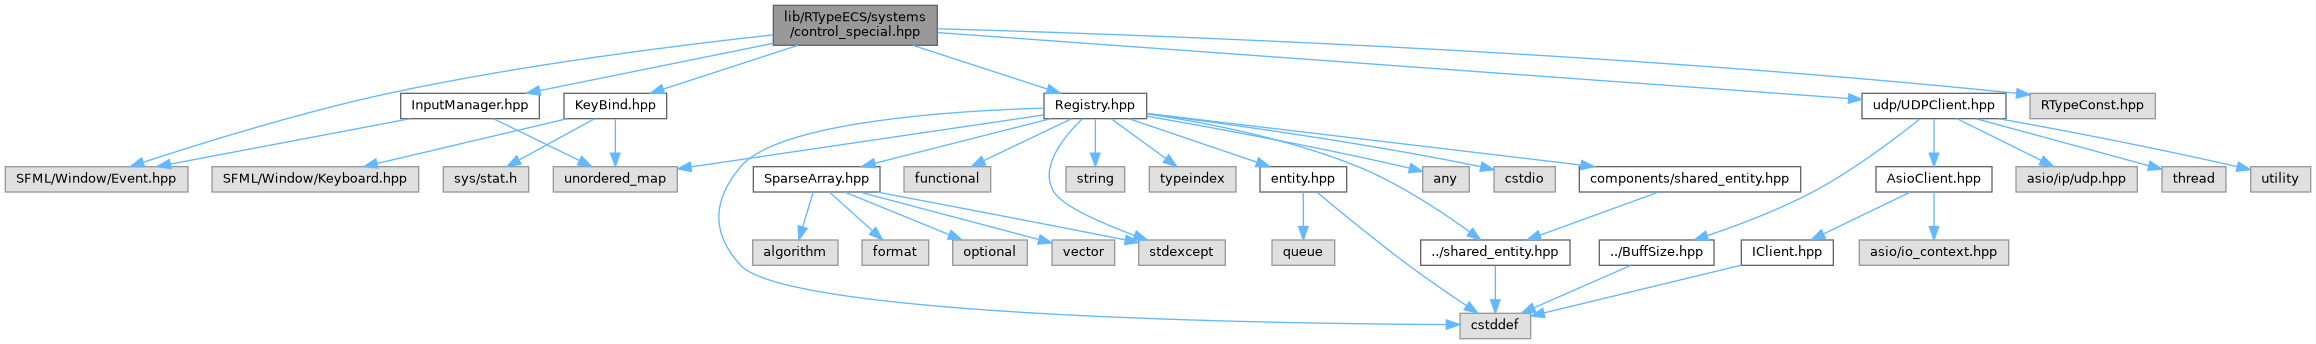 lib/RTypeECS/systems
/control_special.hpp
InputManager.hpp
KeyBind.hpp
Registry.hpp
udp/UDPClient.hpp
RTypeConst.hpp
SFML/Window/Event.hpp
SFML/Window/Keyboard.hpp
sys/stat.h
unordered_map
SparseArray.hpp
functional
string
typeindex
entity.hpp
any
cstdio
components/shared_entity.hpp
AsioClient.hpp
asio/ip/udp.hpp
thread
utility
algorithm
format
optional
vector
stdexcept
queue
../shared_entity.hpp
../BuffSize.hpp
IClient.hpp
asio/io_context.hpp
cstddef